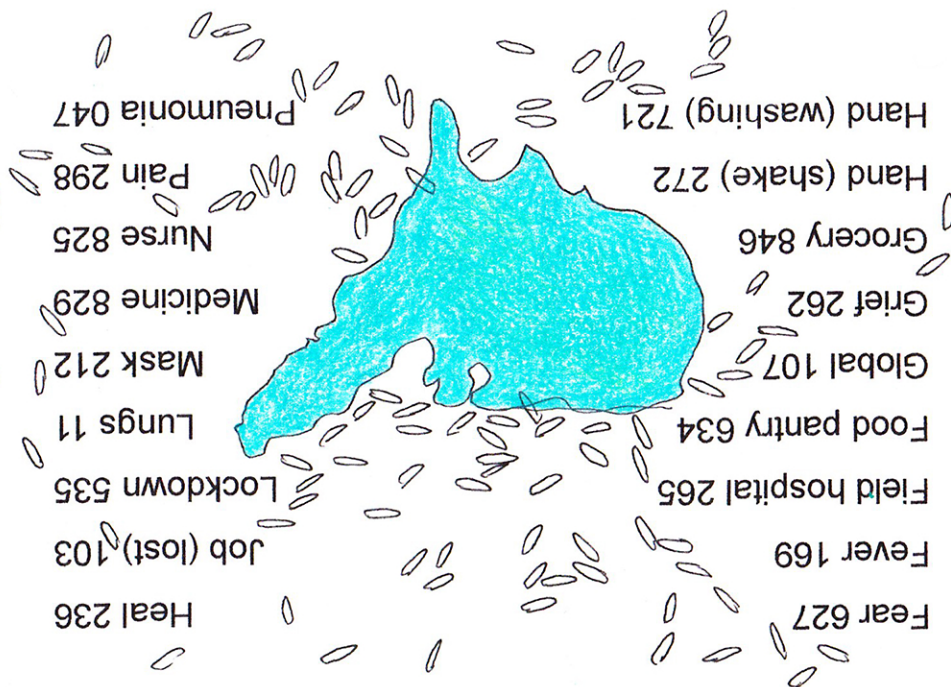 Fear 627
Fever 169
Field hospital 265
Food pantry 634
Global 107
Grief 262
Grocery 846
Hand (shake) 272
Hand (washing) 721
Heal 236
Job (lost) 103
Lockdown 535
Lungs 11
Mask 212
Medicine 829
Nurse 825
Pain 298
Pneumonia 047